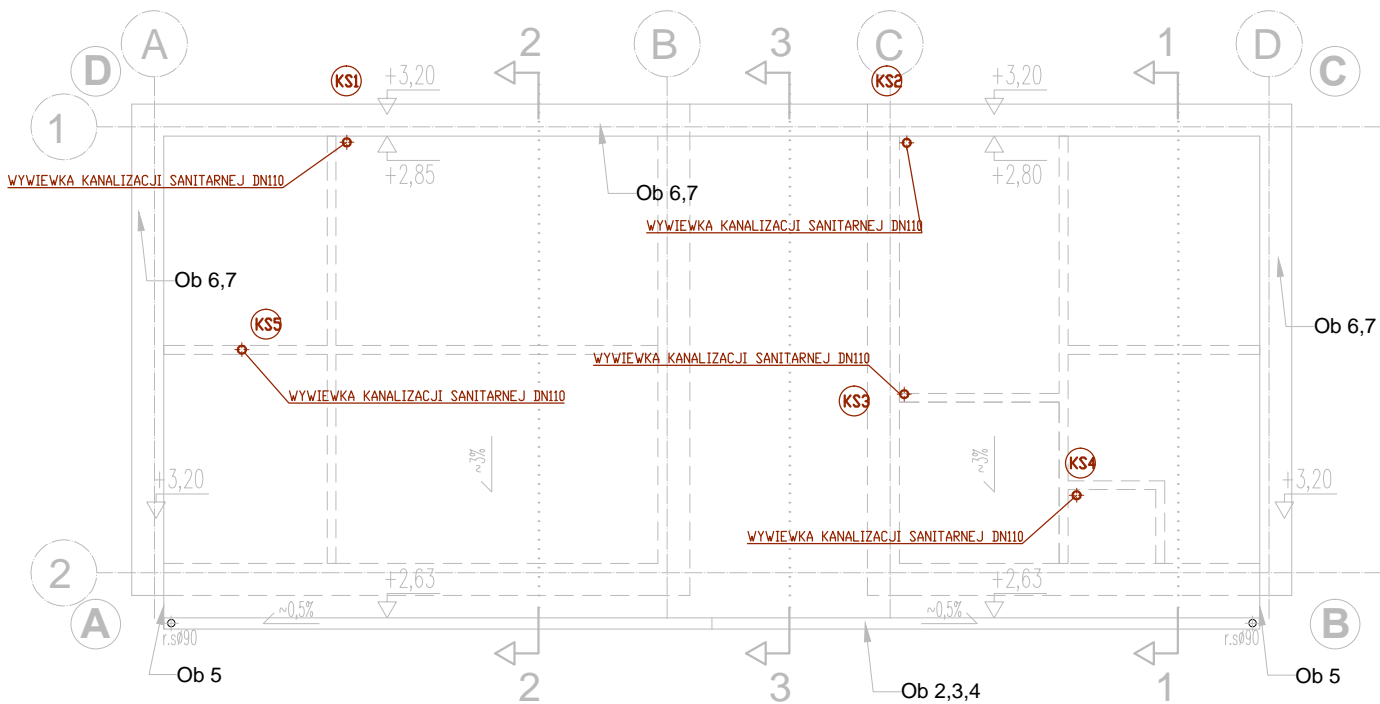 A
2
B
3
C
1
D
D
KS1
+3,20
KS2
+3,20
C
1
WYWIEWKA KANALIZACJI SANITARNEJ DN110
+2,85
+2,80
Ob 6,7
WYWIEWKA KANALIZACJI SANITARNEJ DN110
Ob 6,7
KS5
Ob 6,7
WYWIEWKA KANALIZACJI SANITARNEJ DN110
WYWIEWKA KANALIZACJI SANITARNEJ DN110
KS3
~3%
~3%
KS4
+3,20
+3,20
WYWIEWKA KANALIZACJI SANITARNEJ DN110
2
+2,63
+2,63
A
~0,5%
~0,5%
B
r.sø90
r.sø90
Ob 5
2
3
Ob 2,3,4
1
Ob 5